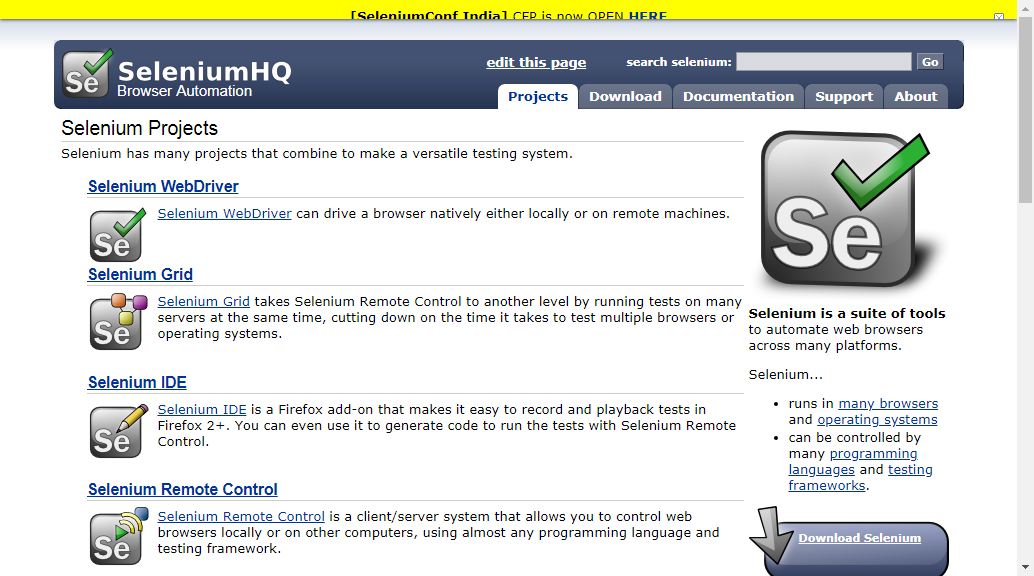 [SeleniumConf India] CFP is now OPEN HERE
SeleniumHQ
Browser Automation
edit this page
search selenium:
Go
Projects
Download
Documentation
Support
About
Selenium Projects
Selenium has many projects that combine to make a versatile testing system.
Selenium WebDriver
Se
Selenium WebDriver can drive a browser natively either locally or on remote machines.
Selenium Grid
Se
Selenium Grid takes Selenium Remote Control to another level by running tests on many
servers at the same time, cutting down on the time it takes to test multiple browsers or
operating systems.
Selenium IDE
Se
Selenium IDE is a Firefox add-on that makes it easy to record and playback tests in
Firefox 2+. You can even use it to generate code to run the tests with Selenium Remote
Control.
Selenium Remote Control
Se
Selenium Remote Control is a client/server system that allows you to control web
browsers locally or on other computers, using almost any programming language and
testing framework.
Se
Se
Selenium is a suite of tools
to automate web browsers
across many platforms.
Selenium...
runs in many browsers
and operating systems
can be controlled by
many programming
languages and testing
frameworks.
Download Selenium